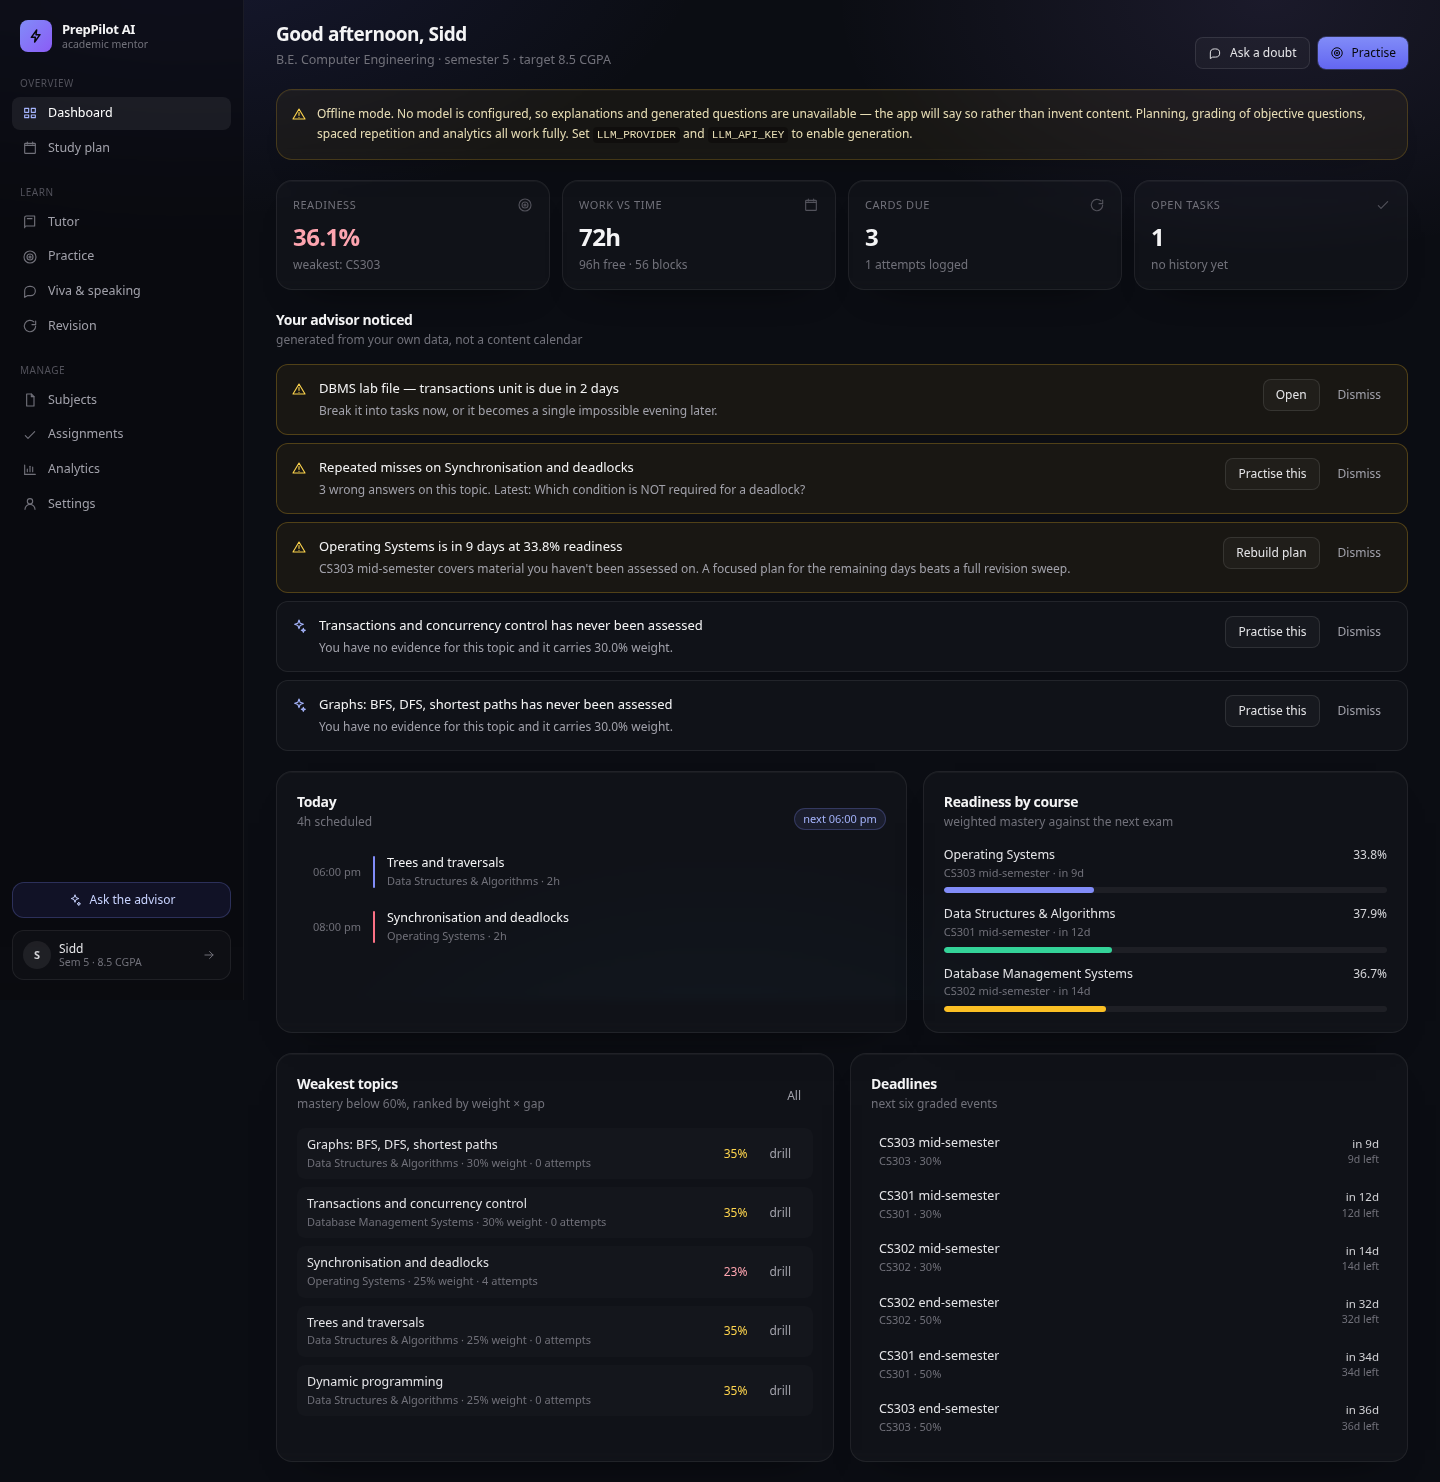 PrepPilot AI
academic mentor
OVERVIEW
Dashboard
Study plan
LEARN
Tutor
Practice
Viva & speaking
Revision
MANAGE
Subjects
Assignments
Analytics
Settings
Ask the advisor
S
Sidd
Sem 5 · 8.5 CGPA
Good afternoon, Sidd
B.E. Computer Engineering · semester 5 · target 8.5 CGPA
Ask a doubt
Practise
Offline mode. No model is configured, so explanations and generated questions are unavailable — the app will say so rather than invent content. Planning, grading of objective questions,
spaced repetition and analytics all work fully. Set LLM_PROVIDER and LLM_API_KEY to enable generation.
READINESS
36.1%
weakest: CS303
WORK VS TIME
72h
96h free · 56 blocks
CARDS DUE
3
1 attempts logged
OPEN TASKS
1
no history yet
Your advisor noticed
generated from your own data, not a content calendar
DBMS lab file — transactions unit is due in 2 days
Break it into tasks now, or it becomes a single impossible evening later.
Open
Dismiss
Repeated misses on Synchronisation and deadlocks
3 wrong answers on this topic. Latest: Which condition is NOT required for a deadlock?
Practise this
Dismiss
Operating Systems is in 9 days at 33.8% readiness
CS303 mid-semester covers material you haven't been assessed on. A focused plan for the remaining days beats a full revision sweep.
Rebuild plan
Dismiss
Transactions and concurrency control has never been assessed
You have no evidence for this topic and it carries 30.0% weight.
Practise this
Dismiss
Graphs: BFS, DFS, shortest paths has never been assessed
You have no evidence for this topic and it carries 30.0% weight.
Practise this
Dismiss
Today
4h scheduled
next 06:00 pm
06:00 pm
Trees and traversals
Data Structures & Algorithms · 2h
08:00 pm
Synchronisation and deadlocks
Operating Systems · 2h
Readiness by course
weighted mastery against the next exam
Operating Systems
33.8%
CS303 mid-semester · in 9d
Data Structures & Algorithms
37.9%
CS301 mid-semester · in 12d
Database Management Systems
36.7%
CS302 mid-semester · in 14d
Weakest topics
mastery below 60%, ranked by weight × gap
All
Graphs: BFS, DFS, shortest paths
Data Structures & Algorithms · 30% weight · 0 attempts
35%
drill
Transactions and concurrency control
Database Management Systems · 30% weight · 0 attempts
35%
drill
Synchronisation and deadlocks
Operating Systems · 25% weight · 4 attempts
23%
drill
Trees and traversals
Data Structures & Algorithms · 25% weight · 0 attempts
35%
drill
Dynamic programming
Data Structures & Algorithms · 25% weight · 0 attempts
35%
drill
Deadlines
next six graded events
CS303 mid-semester
CS303 · 30%
in 9d
9d left
CS301 mid-semester
CS301 · 30%
in 12d
12d left
CS302 mid-semester
CS302 · 30%
in 14d
14d left
CS302 end-semester
CS302 · 50%
in 32d
32d left
CS301 end-semester
CS301 · 50%
in 34d
34d left
CS303 end-semester
CS303 · 50%
in 36d
36d left